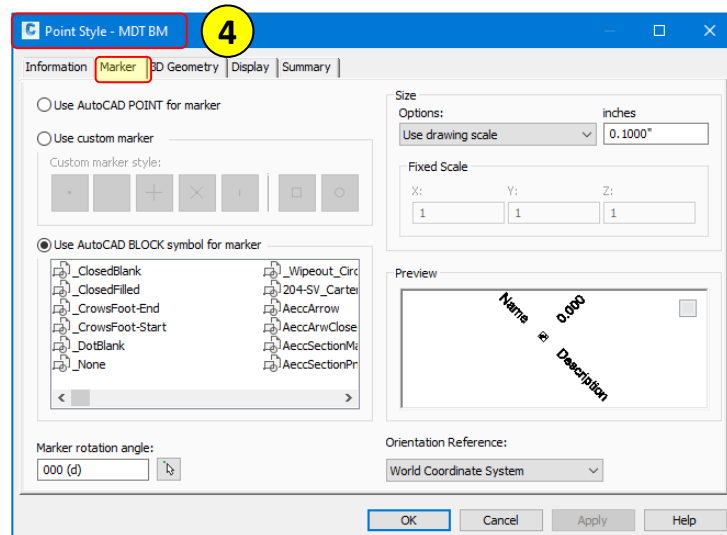 Point Style - MDT BM
4
Information Marker 3D Geometry Display Summary
Use AutoCAD POINT for marker
Use custom marker
Custom marker style:
Use AutoCAD BLOCK symbol for marker
_ClosedBlank
_ClosedFilled
_CrowsFoot-End
_CrowsFoot-Start
_DotBlank
_None
_Wipeout_Circ
204-SV_Carter
AeccArrow
AeccArwClose
AeccSectionMa
AeccSectionPr
Marker rotation angle:
000 (d)
Size
Options: inches
Use drawing scale 0.1000"
Fixed Scale
X: Y: Z:
1 1 1
Preview
Name 0.000
Description
Orientation Reference:
World Coordinate System
OK Cancel Apply Help